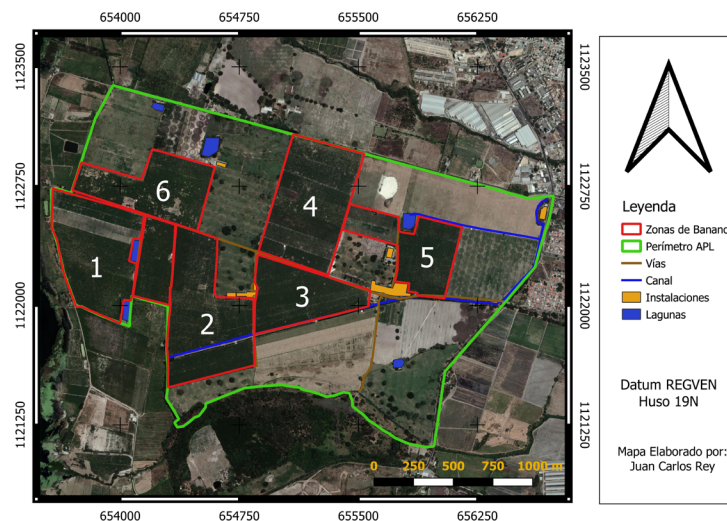 654000 654750 655500 656250
1123500 1123500
1122750 1122750
1122000 1122000
1121250 1121250
6
4
1
5
3
2
0 250 500 750 1000 m
654000 654750 655500 656250
Leyenda
Zonas de Banano
Perímetro APL
Vías
Canal
Instalaciones
Lagunas
Datum REGVEN
Huso 19N
Mapa Elaborado por:
Juan Carlos Rey